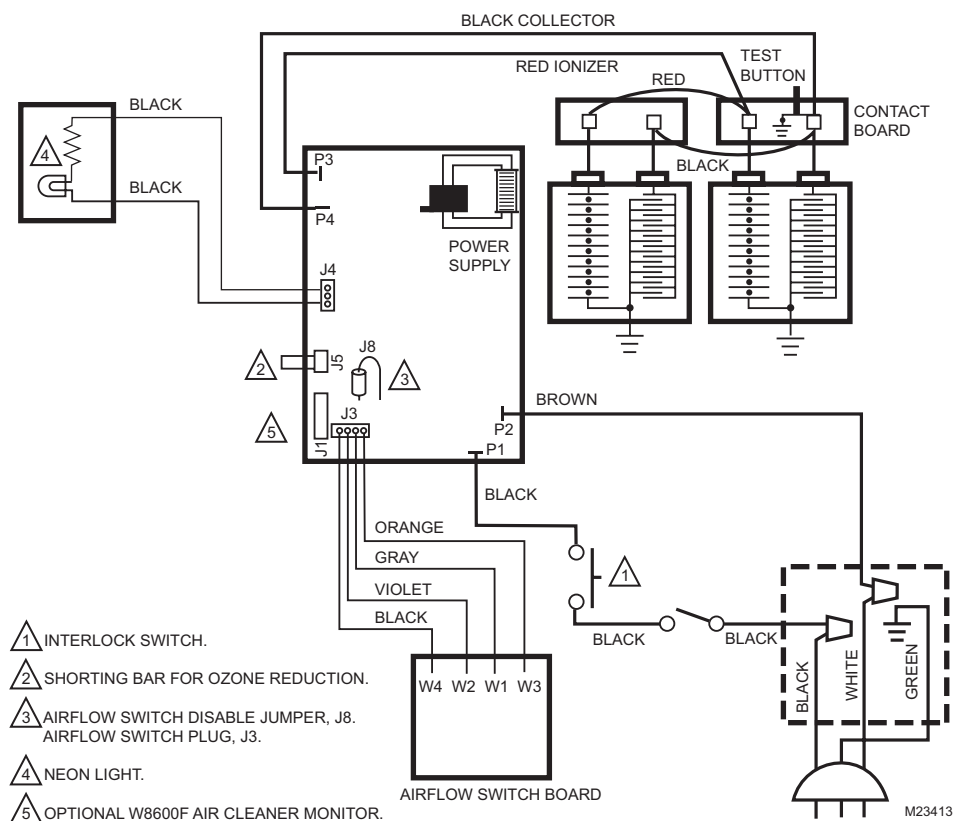 BLACK COLLECTOR
RED IONIZER
TEST
BUTTON
RED
CONTACT
BOARD
BLACK
BLACK
4
BLACK
P3
P4
POWER
SUPPLY
J4
J8
J5
2
3
J3
5
J1
BROWN
P2
P1
BLACK
ORANGE
GRAY
VIOLET
BLACK
1
BLACK
BLACK
BLACK
WHITE
GREEN
W4 W2 W1 W3
AIRFLOW SWITCH BOARD
1 INTERLOCK SWITCH.
2 SHORTING BAR FOR OZONE REDUCTION.
3 AIRFLOW SWITCH DISABLE JUMPER, J8.
AIRFLOW SWITCH PLUG, J3.
4 NEON LIGHT.
5 OPTIONAL W8600F AIR CLEANER MONITOR.
M23413